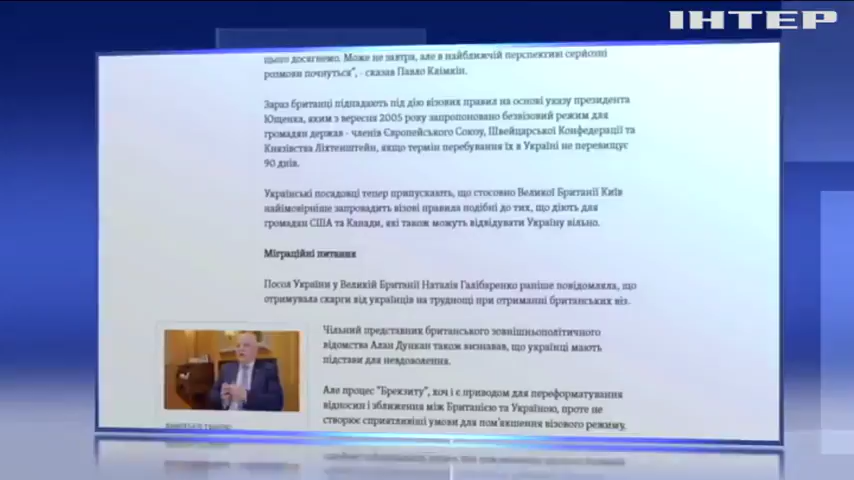 ІНТЕР
цього досягнемо. Може не завтра, але в найближчій перспективі серйозні
розмови почнуться", - сказав Павло Клімкін.
Зараз британці підпадають під дію візових правил на основі указу президента
Ющенка, яким з вересня 2005 року запропоновано безвізовий режим для
громадян держав - членів Європейського Союзу, Швейцарської Конфедерації та
Князівства Ліхтенштейн, якщо термін перебування їх в Україні не перевищує
90 днів.
Українські посадовці тепер припускають, що стосовно Великої Британії Київ
найімовірніше запровадить візові правила подібні до тих, що діють для
громадян США та Канади, які також можуть відвідувати Україну вільно.
Міграційні питання
Посол України у Великій Британії Наталія Галібаренко раніше повідомляла, що
отримувала скарги від українців на труднощі при отриманні британських віз.
Чільний представник британського зовнішньополітичного
відомства Алан Дункан також визнавав, що українці мають
підстави для невдоволення.
Але процес "Брекзиту", хоч і є приводом для переформатування
відносин і зближення між Британією та Україною, проте не
створює сприятливіші умови для пом'якшення візового режиму,